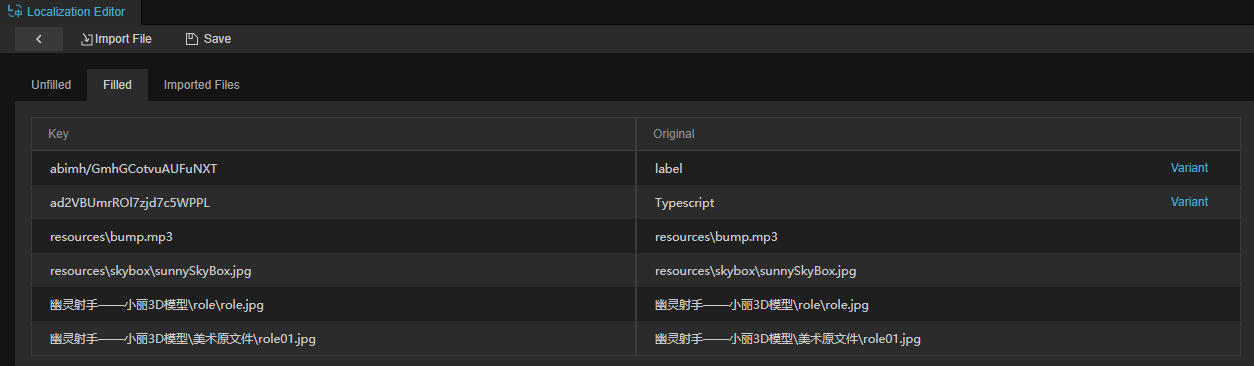 Localization Editor
Import File Save
Unfilled Filled Imported Files
Key Original
abimh/GmhGCotvuAUFuNXT label Variant
ad2VBUmrROl7zjd7c5WPPL Typescript Variant
resources\bump.mp3 resources\bump.mp3
resources\skybox\sunnySkyBox.jpg resources\skybox\sunnySkyBox.jpg
幽灵射手——小丽3D模型\role\role.jpg 幽灵射手——小丽3D模型\role\role.jpg
幽灵射手——小丽3D模型\美术原文件\role01.jpg 幽灵射手——小丽3D模型\美术原文件\role01.jpg